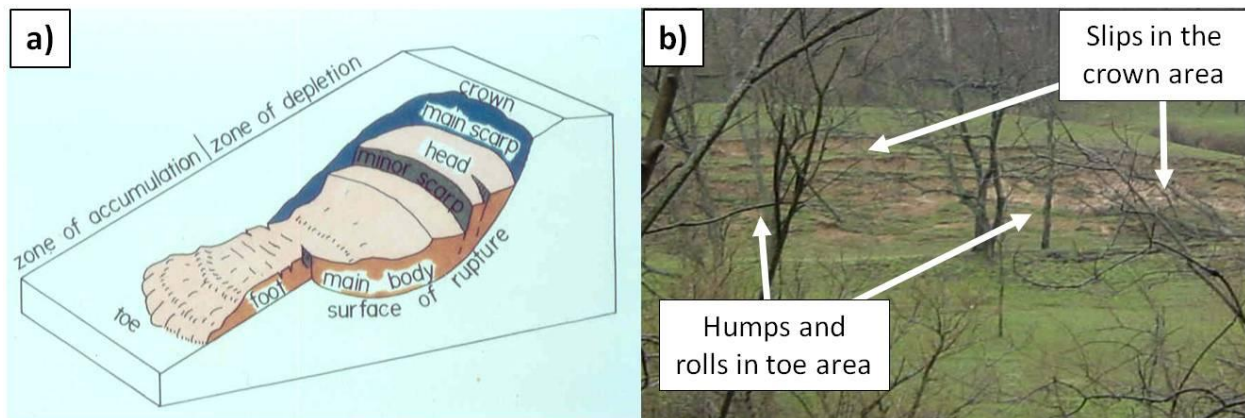 a)
zone of accumulation | zone of depletion
crown
main scarp
head
minor scarp
main body
foot
surface of rupture
toe
b)
Slips in the
crown area
Humps and
rolls in toe area